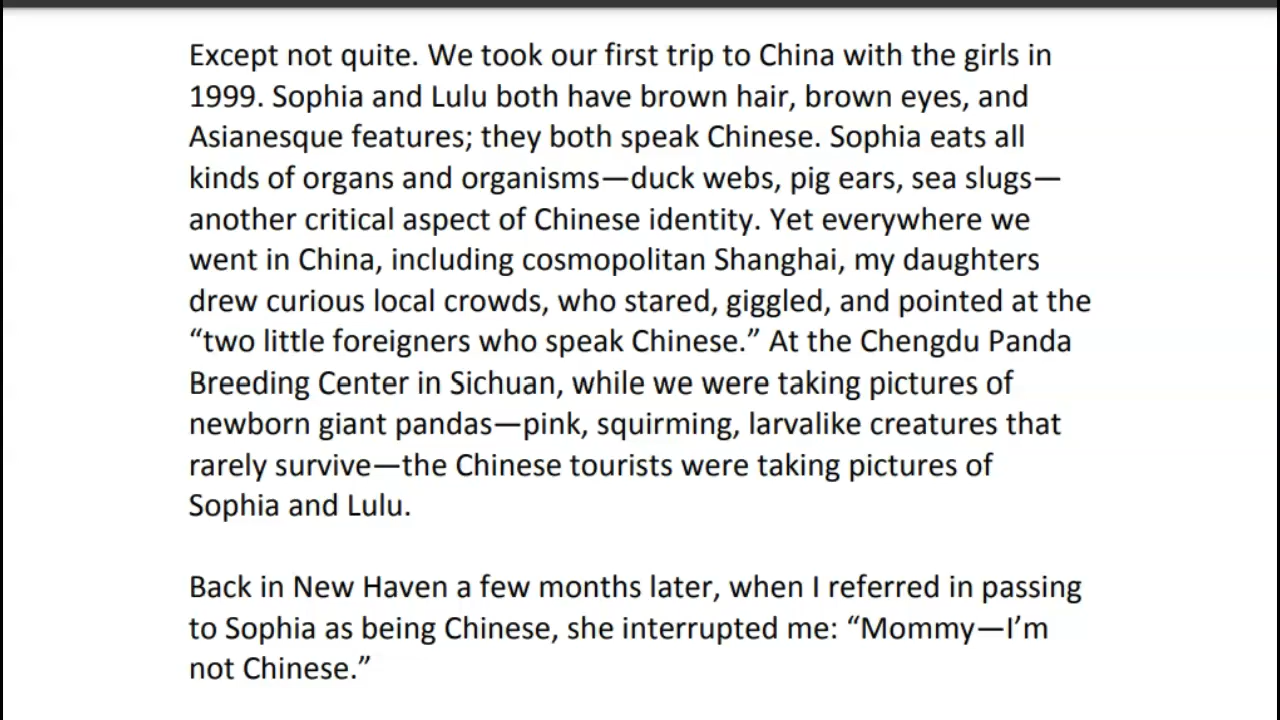 Except not quite. We took our first trip to China with the girls in
1999. Sophia and Lulu both have brown hair, brown eyes, and
Asianesque features; they both speak Chinese. Sophia eats all
kinds of organs and organisms—duck webs, pig ears, sea slugs—
another critical aspect of Chinese identity. Yet everywhere we
went in China, including cosmopolitan Shanghai, my daughters
drew curious local crowds, who stared, giggled, and pointed at the
“two little foreigners who speak Chinese.” At the Chengdu Panda
Breeding Center in Sichuan, while we were taking pictures of
newborn giant pandas—pink, squirming, larvalike creatures that
rarely survive—the Chinese tourists were taking pictures of
Sophia and Lulu.
Back in New Haven a few months later, when I referred in passing
to Sophia as being Chinese, she interrupted me: “Mommy—I’m
not Chinese.”